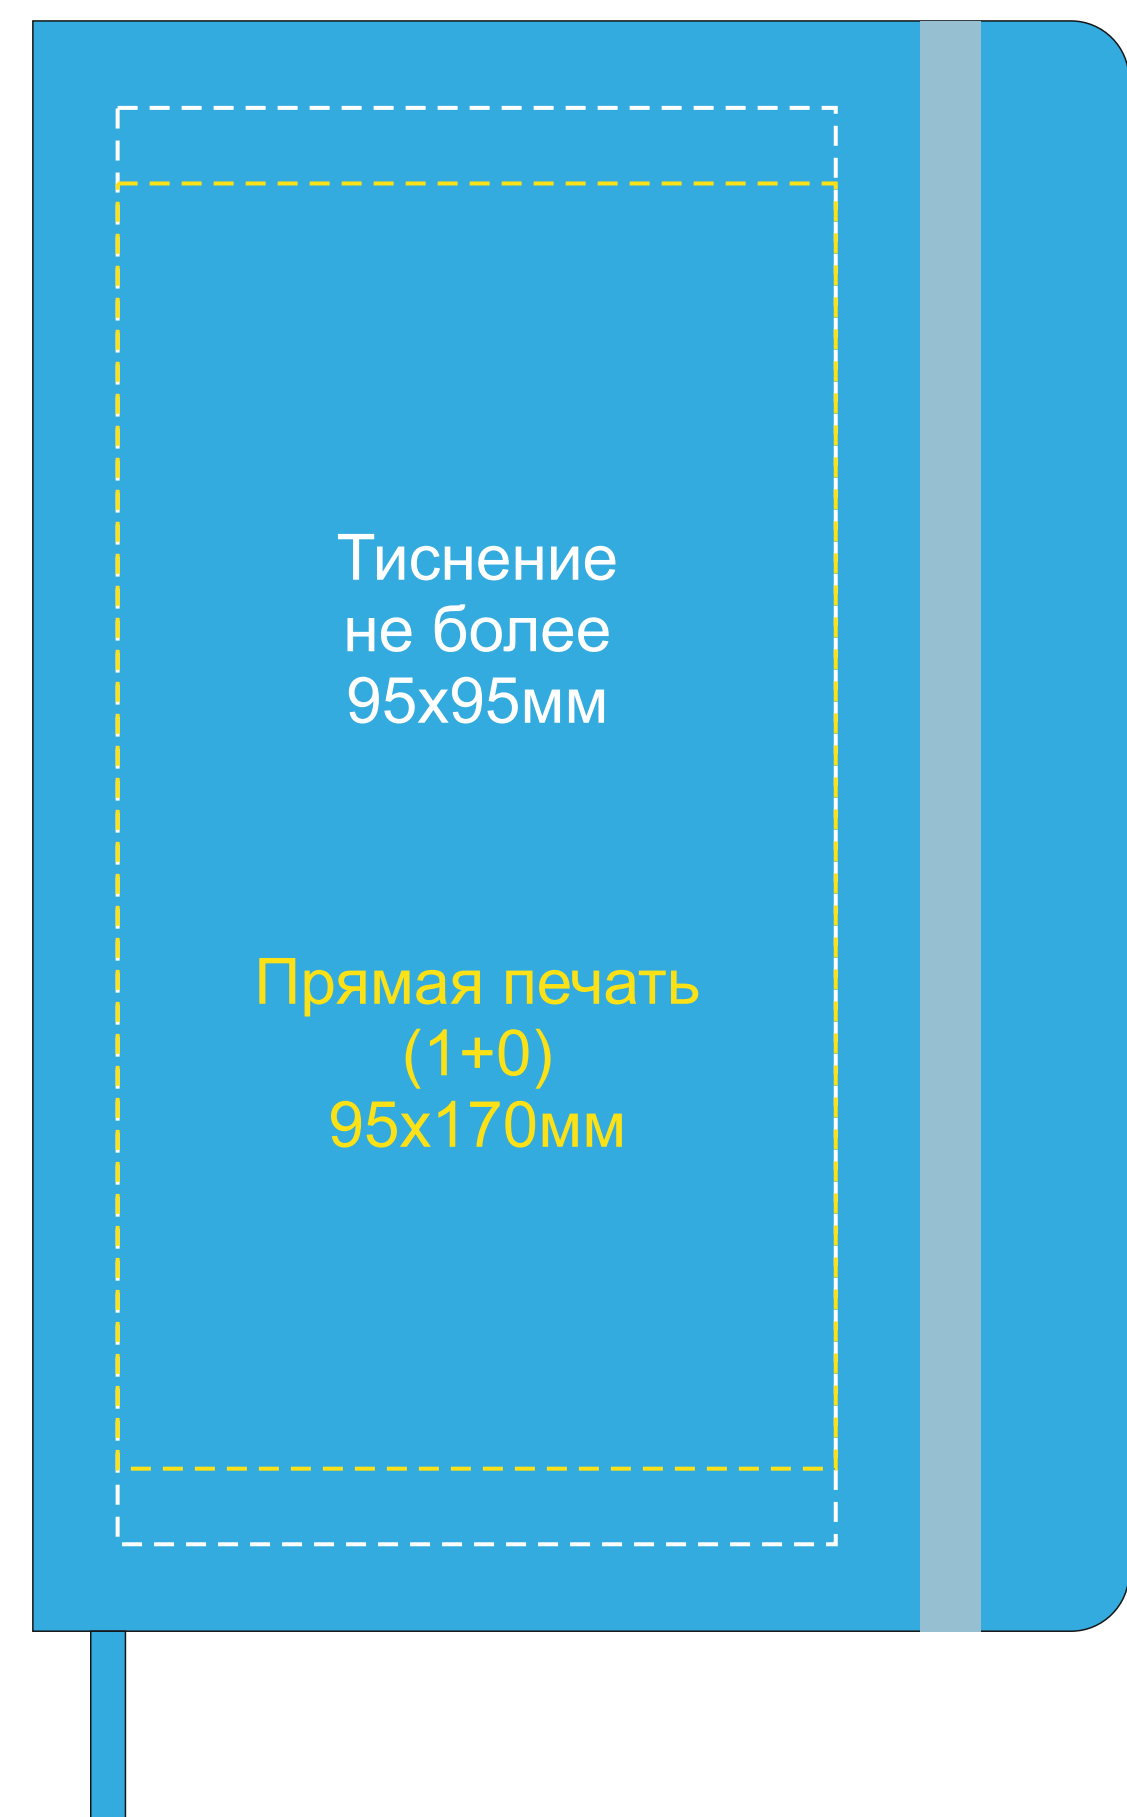 Тиснение
не более
95х95мм
Прямая печать
(1+0)
95х170мм